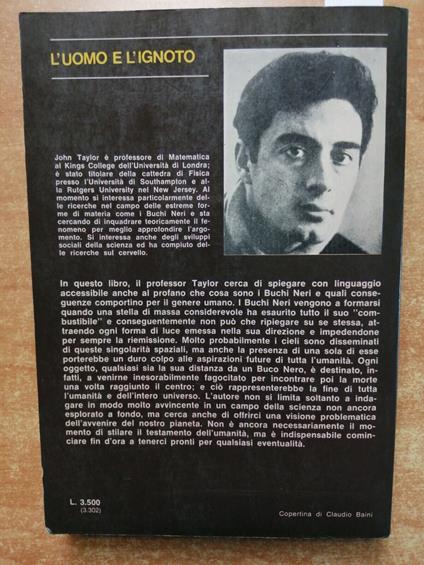 L'UOMO E L'IGNOTO
John Taylor è professore di Matematica
al Kings College dell'Università di Londra;
è stato titolare della cattedra di Fisica
presso l'Università di Southampton e al-
la Rutgers University nel New Jersey. Al
momento si interessa particolarmente del-
le ricerche nel campo delle estreme for-
me di materia come i Buchi Neri e sta
cercando di inquadrare teoricamente il fe-
nomeno per meglio approfondire l'argo-
mento. Si interessa anche degli sviluppi
sociali della scienza ed ha compiuto del-
le ricerche sul cervello.
In questo libro, il professor Taylor cerca di spiegare con linguaggio
accessibile anche al profano che cosa sono i Buchi Neri e quali conse-
guenze comportino per il genere umano. I Buchi Neri vengono a formarsi
quando una stella di massa considerevole ha esaurito tutto il suo "com-
bustibile" e conseguentemente non può che ripiegare su se stessa, at-
traendo ogni forma di luce emessa nella sua direzione e impedendone
per sempre la riemissione. Molto probabilmente i cieli sono disseminati
di queste singolarità spaziali, ma anche la presenza di una sola di esse
porterebbe un duro colpo alle aspirazioni future di tutta l'umanità. Ogni
oggetto, qualsiasi sia la sua distanza da un Buco Nero, è destinato, in-
fatti, a venirne inesorabilmente fagocitato per incontrare poi la morte
una volta raggiunto il centro; e ciò rappresenterebbe la fine di tutta
l'umanità e dell'intero universo. L'autore non si limita soltanto a inda-
gare in modo molto avvincente in un campo della scienza non ancora
esplorato a fondo, ma cerca anche di offrirci una visione problematica
dell'avvenire del nostro pianeta. Non è ancora necessariamente il mo-
mento di stilare il testamento dell'umanità, ma è indispensabile comin-
ciare fin d'ora a tenerci pronti per qualsiasi eventualità.
L. 3.500
(3.302)
Copertina di Claudio Baini